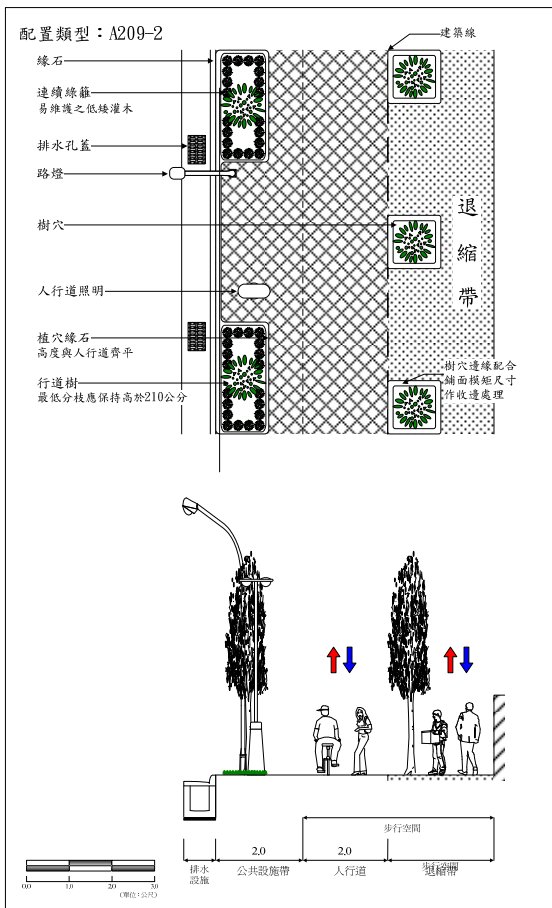 配置類型：A209-2
建築線
緣石
連續綠籬
易維護之低矮灌木
排水孔蓋
路燈
樹穴
退縮帶
人行道照明
植穴緣石
高度與人行道齊平
行道樹
最低分枝應保持高於210公分
樹穴邊緣配合
鋪面模矩尺寸
作收邊處理
步行空間
2.0
2.0
排水
設施
公共設施帶
人行道
步行空間
退縮帶
0.0
1.0
2.0
3.0
(單位：公尺)